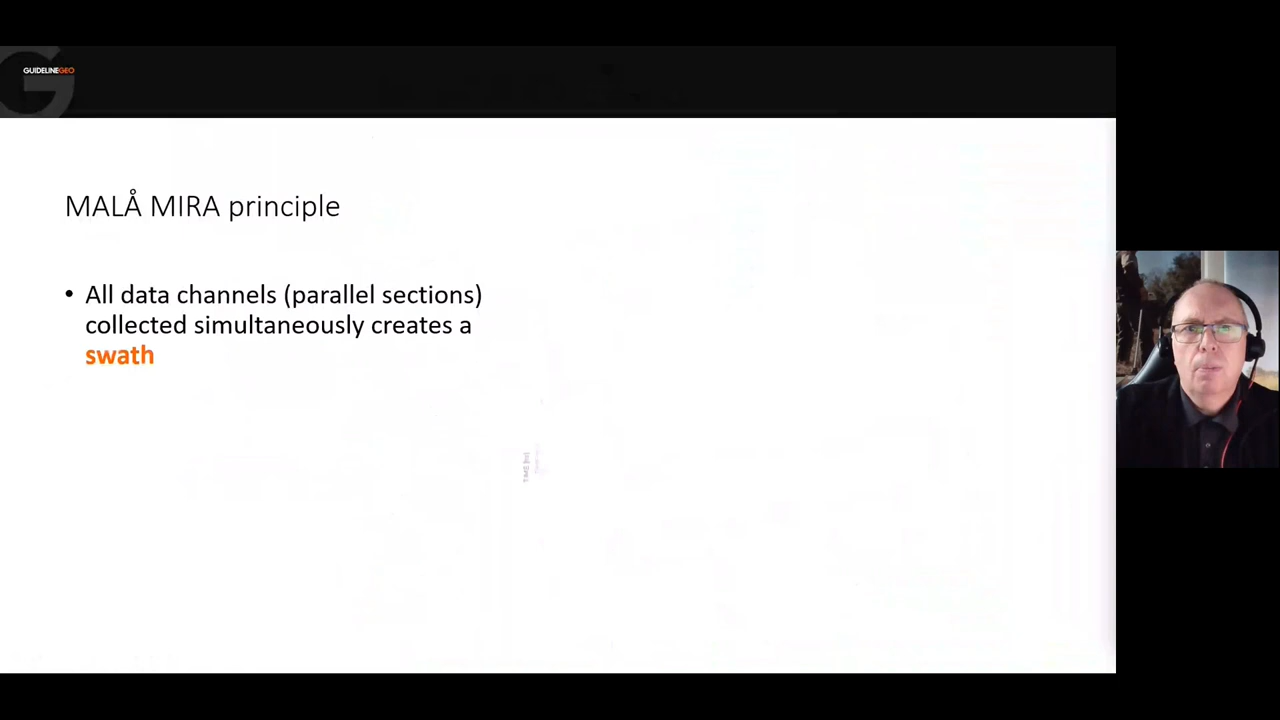 GUIDELINEGEO
MALÅ MIRA principle
• All data channels (parallel sections)
collected simultaneously creates a
swath